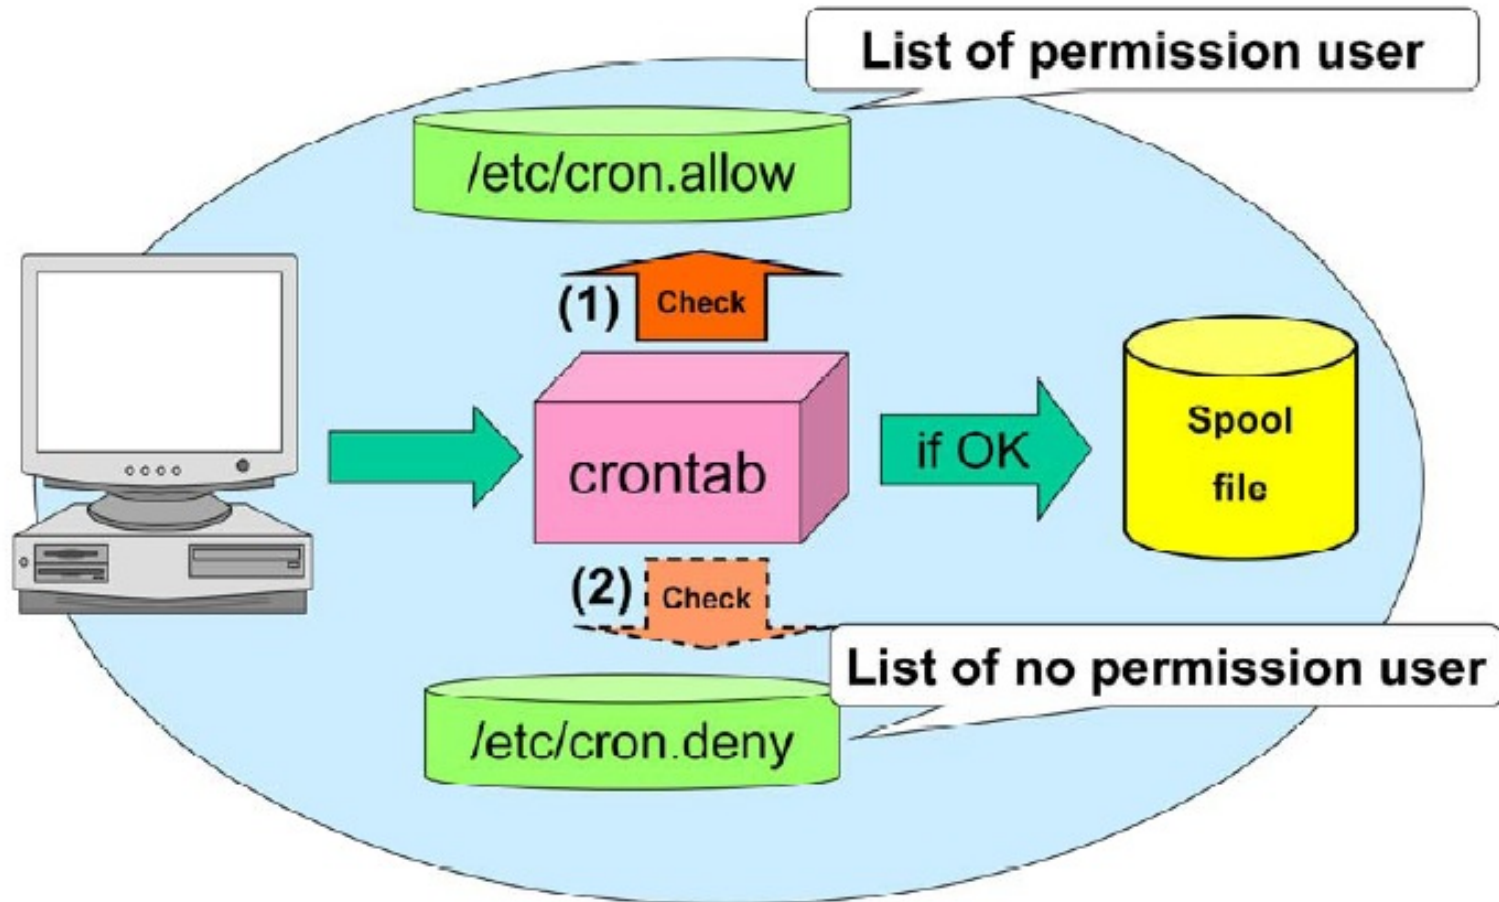 List of permission user
/etc/cron.allow
(1)
Check
crontab
if OK
Spool
file
(2)
Check
List of no permission user
/etc/cron.deny